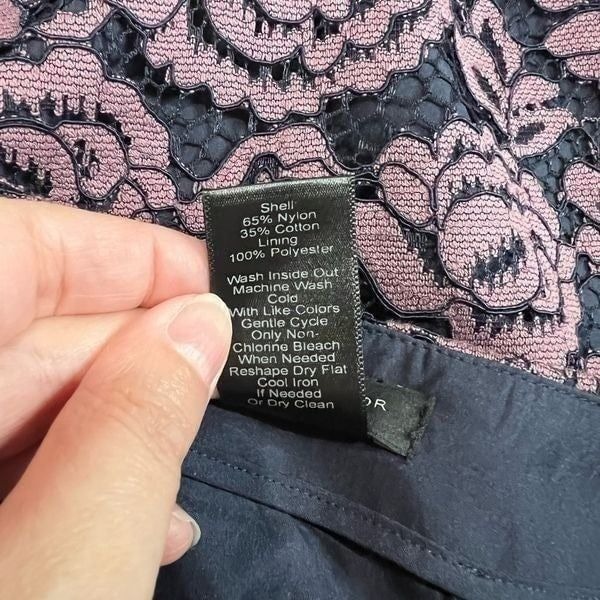 Shell
65% Nylon
35% Cotton
Lining
100% Polyester
Wash Inside Out
Machine Wash
Cold
With Like Colors
Gentle Cycle
Only Non-
Chlorine Bleach
When Needed
Reshape Dry Flat
Cool Iron
If Needed
Or Dry Clean
OR